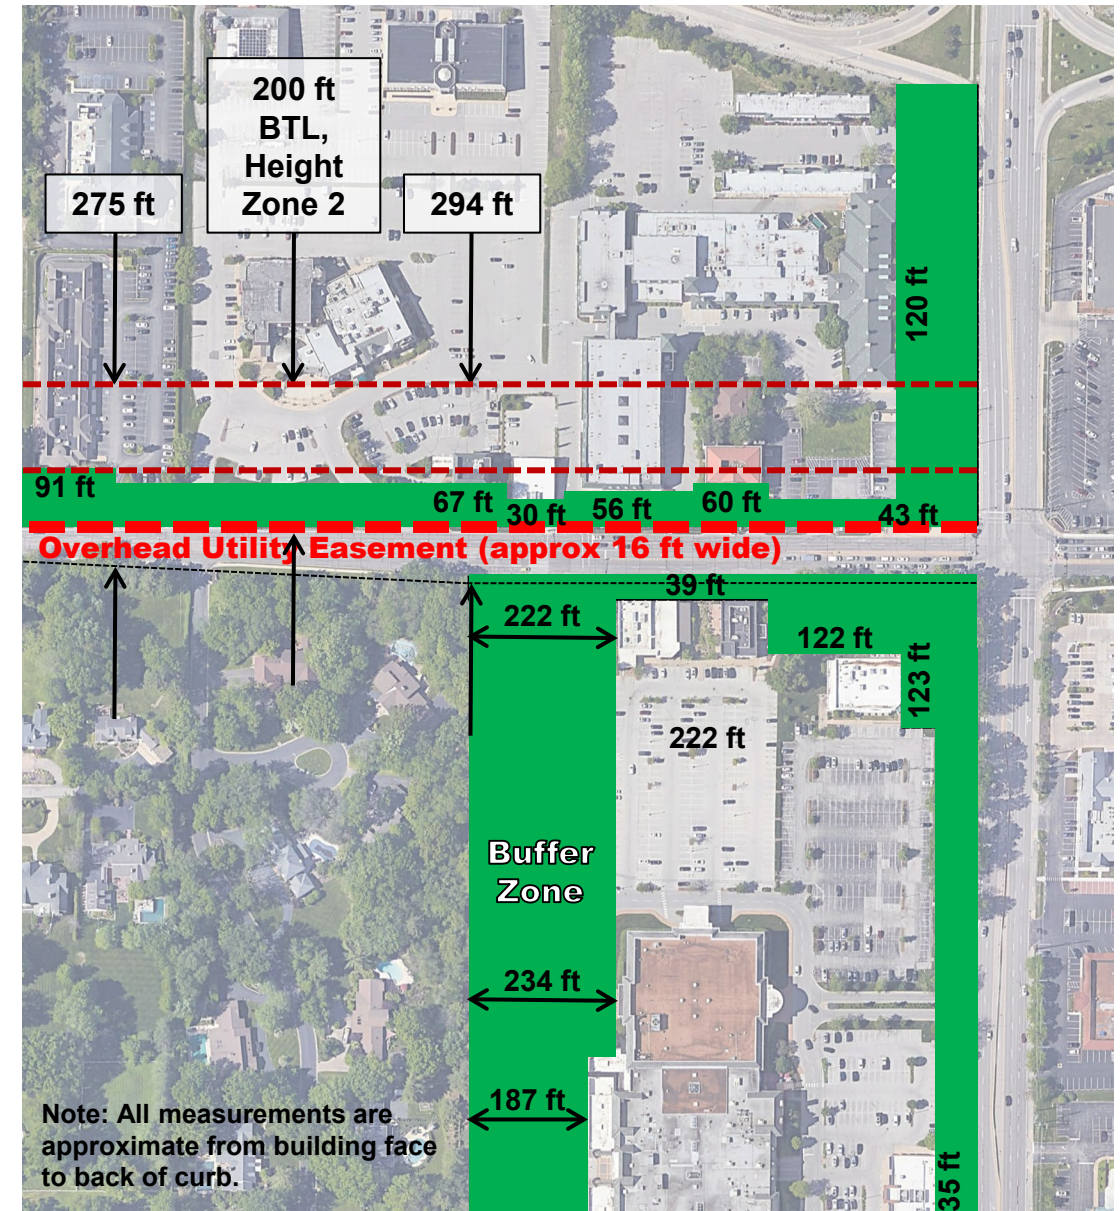 200 ft
BTL,
Height
Zone 2
275 ft
294 ft
120 ft
91 ft
67 ft
30 ft
56 ft
60 ft
43 ft
Overhead Utility Easement (approx 16 ft wide)
39 ft
222 ft
122 ft
123 ft
222 ft
Buffer
Zone
234 ft
187 ft
Note: All measurements are
approximate from building face
to back of curb.
35 ft